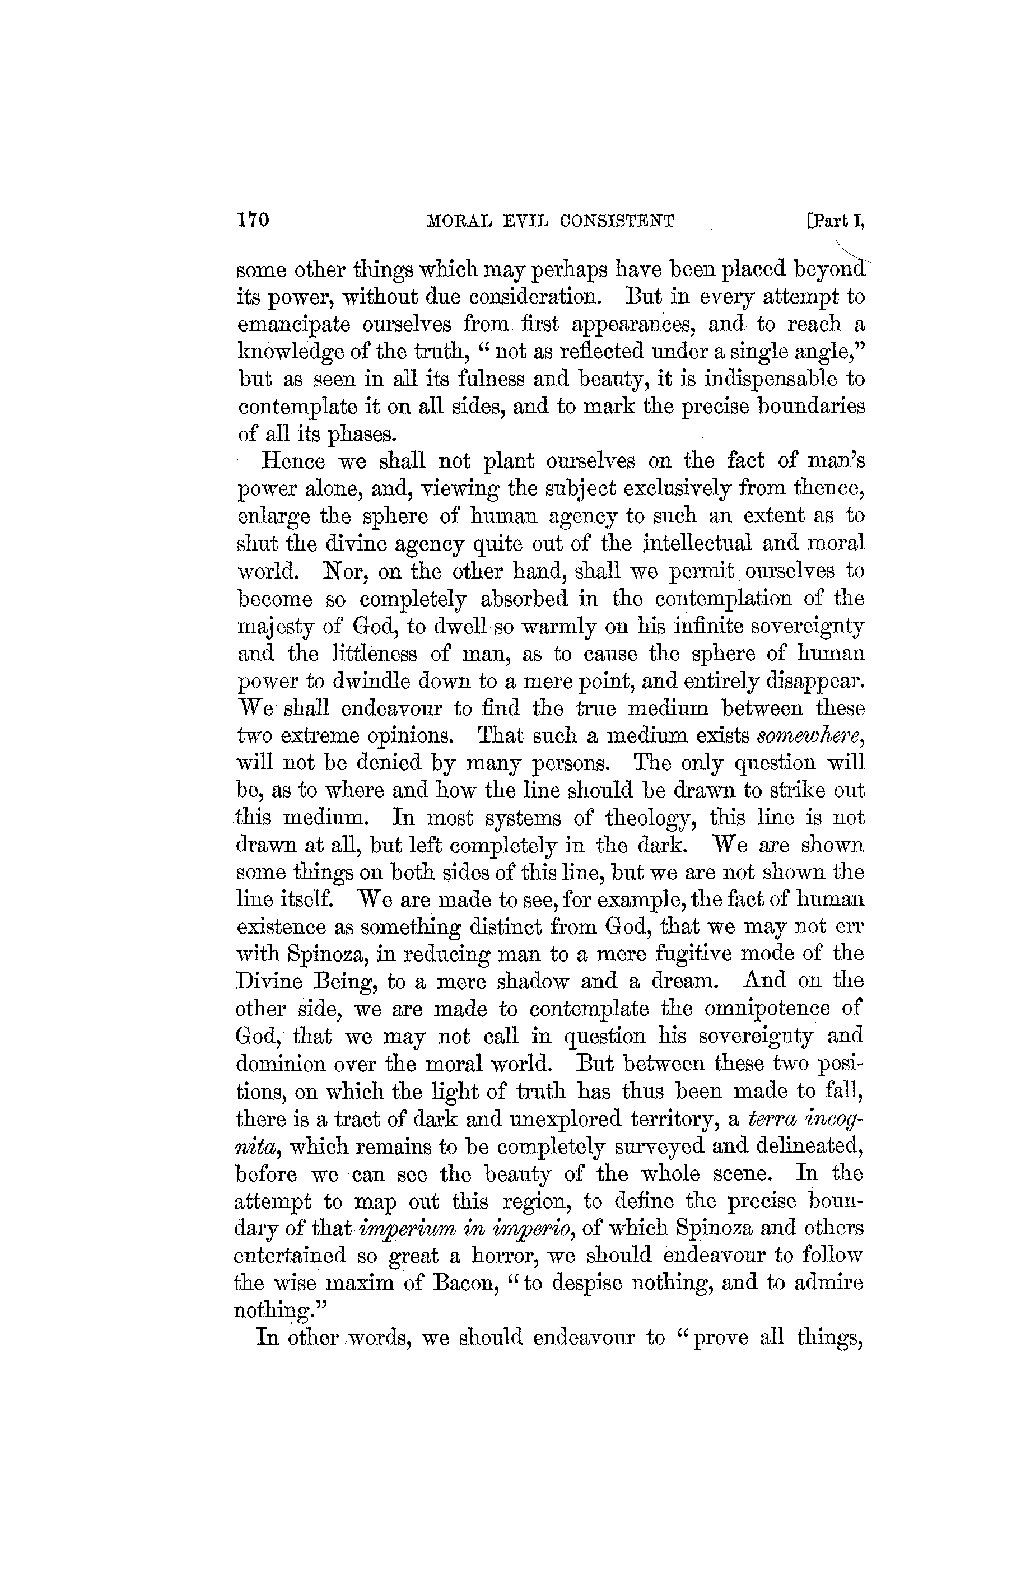 170 MORAL EVIL CONSISTENT [Part I,
some other things which may perhaps have been placed beyond
its power, without due consideration. But in every attempt to
emancipate ourselves from first appearances, and to reach a
knowledge of the truth, “ not as reflected under a single angle,”
but as seen in all its fulness and beauty, it is indispensable to
contemplate it on all sides, and to mark the precise boundaries
of all its phases.
Hence we shall not plant ourselves on the fact of man’s
power alone, and, viewing the subject exclusively from thence,
enlarge the sphere of human agency to such an extent as to
shut the divine agency quite out of the intellectual and moral
world. Nor, on the other hand, shall we permit ourselves to
become so completely absorbed in the contemplation of the
majesty of God, to dwell so warmly on his infinite sovereignty
and the littleness of man, as to cause the sphere of human
power to dwindle down to a mere point, and entirely disappear.
We shall endeavour to find the true medium between these
two extreme opinions. That such a medium exists somewhere,
will not be denied by many persons. The only question will
be, as to where and how the line should be drawn to strike out
this medium. In most systems of theology, this line is not
drawn at all, but left completely in the dark. We are shown
some things on both sides of this line, but we are not shown the
line itself. We are made to see, for example, the fact of human
existence as something distinct from God, that we may not err
with Spinoza, in reducing man to a mere fugitive mode of the
Divine Being, to a mere shadow and a dream. And on the
other side, we are made to contemplate the omnipotence of
God, that we may not call in question his sovereignty and
dominion over the moral world. But between these two posi-
tions, on which the light of truth has thus been made to fall,
there is a tract of dark and unexplored territory, a terra incog-
nita, which remains to be completely surveyed and delineated,
before we can see the beauty of the whole scene. In the
attempt to map out this region, to define the precise boun-
dary of that imperium in imperio, of which Spinoza and others
entertained so great a horror, we should endeavour to follow
the wise maxim of Bacon, “to despise nothing, and to admire
nothing.”
In other words, we should endeavour to “prove all things,